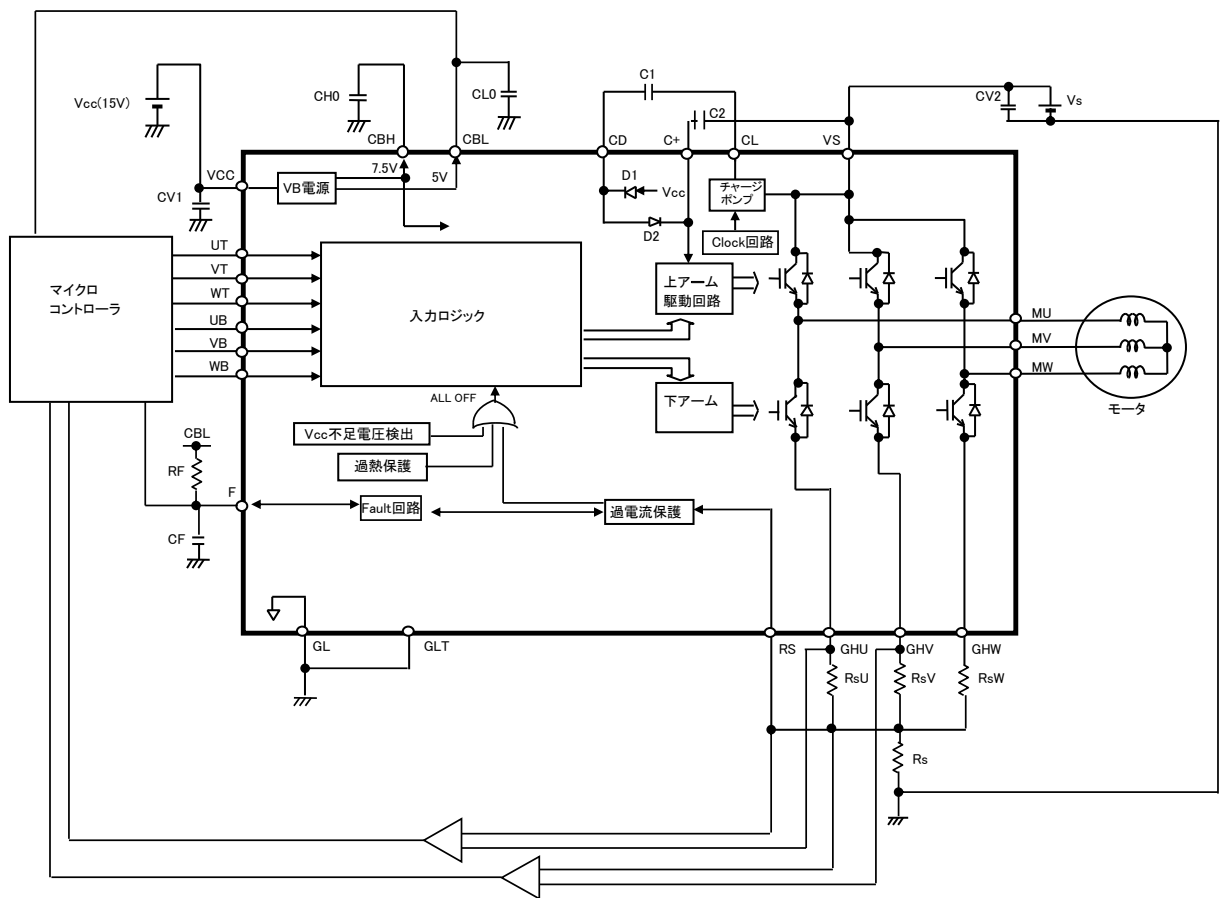 Vcc(15V)
CH0
CL0
C1
C2
CV2
Vs
CBH
CBL
CD
C+
CL
VS
VCC
CV1
VB電源
7.5V
5V
D1
Vcc
D2
チャージ
ポンプ
Clock回路
マイクロ
コントローラ
UT
VT
WT
UB
VB
WB
入力ロジック
上アーム
駆動回路
下アーム
MU
MV
MW
モータ
ALL OFF
Vcc不足電圧検出
過熱保護
CBL
RF
F
CF
Fault回路
過電流保護
GL
GLT
RS
GHU
GHV
GHW
RsU
RsV
RsW
Rs